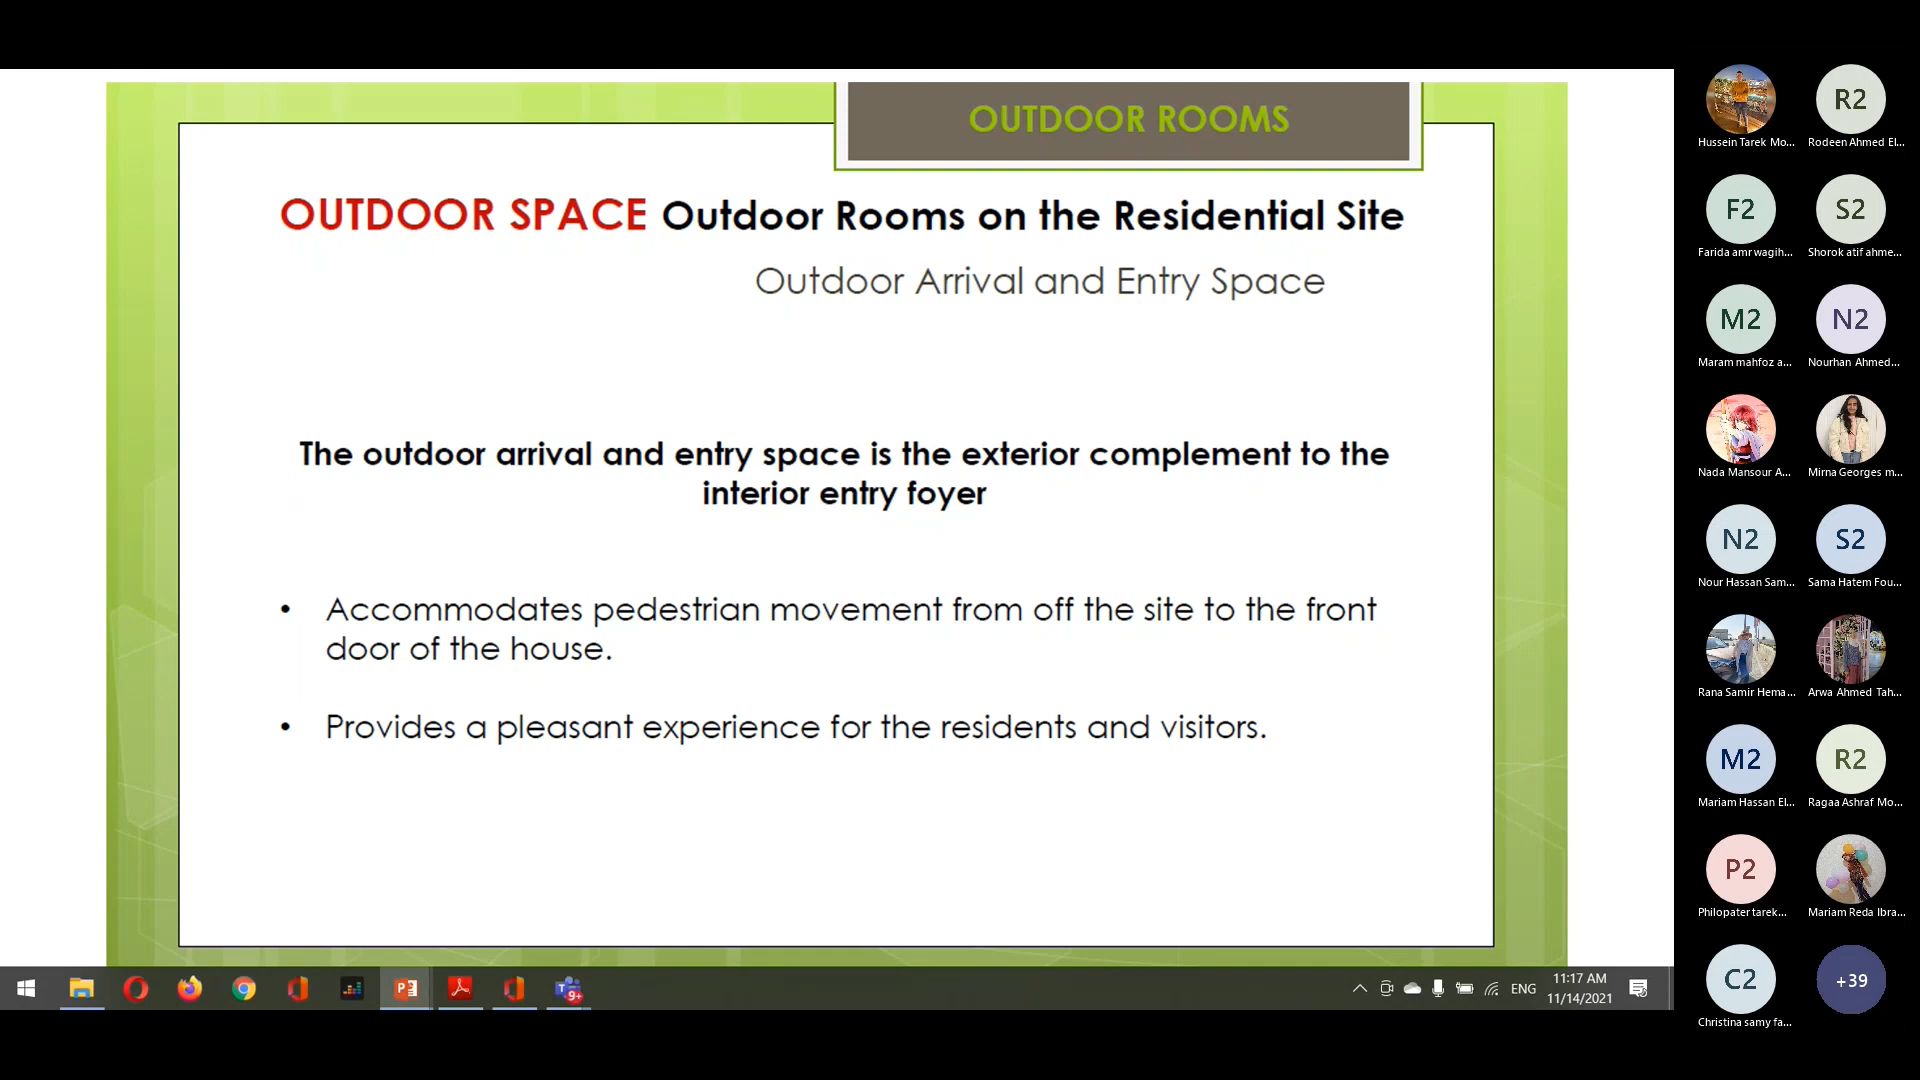 OUTDOOR ROOMS
OUTDOOR SPACE Outdoor Rooms on the Residential Site
Outdoor Arrival and Entry Space
The outdoor arrival and entry space is the exterior complement to the
interior entry foyer
• Accommodates pedestrian movement from off the site to the front
door of the house.
• Provides a pleasant experience for the residents and visitors.
R2
Hussein Tarek Mo... Rodeen Ahmed El...
F2 S2
Farida amr wagih... Shorok atif ahme...
M2 N2
Maram mahfoz a... Nourhan Ahmed...
Nada Mansour A... Mirna Georges m...
N2 S2
Nour Hassan Sam... Sama Hatem Fou...
Rana Samir Hema... Arwa Ahmed Tah...
M2 R2
Mariam Hassan El... Ragaa Ashraf Mo...
P2
Philopater tarek... Mariam Reda Ibra...
C2 +39
Christina samy fa...
9+
ENG
11:17 AM
11/14/2021